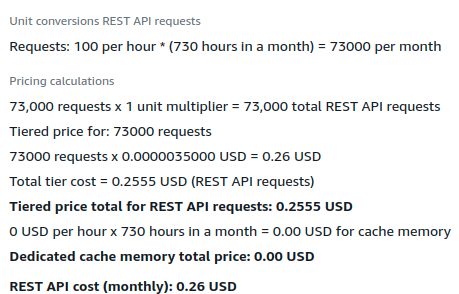 Unit conversions REST API requests
Requests: 100 per hour * (730 hours in a month) = 73000 per month
Pricing calculations
73,000 requests x 1 unit multiplier = 73,000 total REST API requests
Tiered price for: 73000 requests
73000 requests x 0.0000035000 USD = 0.26 USD
Total tier cost = 0.2555 USD (REST API requests)
Tiered price total for REST API requests: 0.2555 USD
0 USD per hour x 730 hours in a month = 0.00 USD for cache memory
Dedicated cache memory total price: 0.00 USD
REST API cost (monthly): 0.26 USD